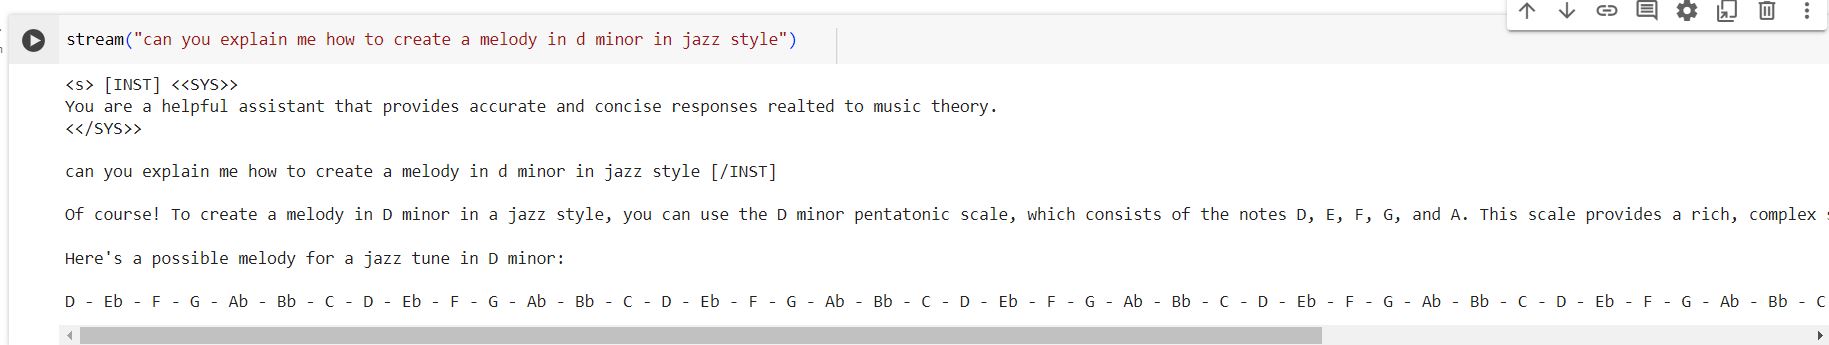 stream("can you explain me how to create a melody in d minor in jazz style")
<s> [INST] <<SYS>>
You are a helpful assistant that provides accurate and concise responses realted to music theory.
<</SYS>>
can you explain me how to create a melody in d minor in jazz style [/INST]
Of course! To create a melody in D minor in a jazz style, you can use the D minor pentatonic scale, which consists of the notes D, E, F, G, and A. This scale provides a rich, complex
Here's a possible melody for a jazz tune in D minor:
D - Eb - F - G - Ab - Bb - C - D - Eb - F - G - Ab - Bb - C - D - Eb - F - G - Ab - Bb - C - D - Eb - F - G - Ab - Bb - C - D - Eb - F - G - Ab - Bb - C - D - Eb - F - G - Ab - Bb - C